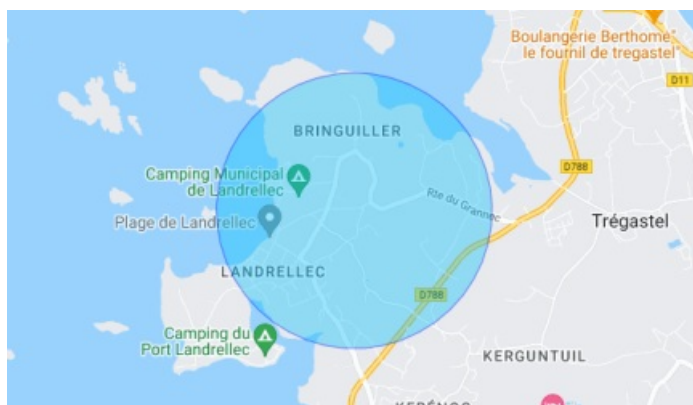 Boulangerie Berthome"
le fournil de tregastel"
D11
BRINGUILLER
D788
Camping Municipal
de Landrellec
Rte du Grannec
Plage de Landrellec
Trégastel
LANDRELLEC
D788
Camping du
Port Landrellec
KERGUNTUIL